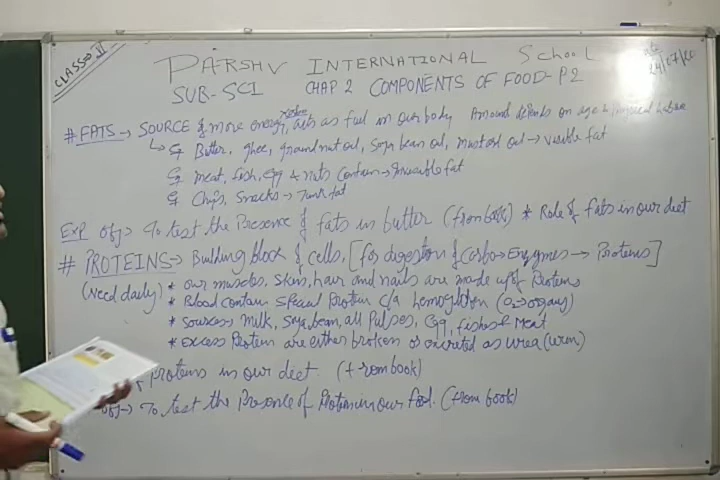 CLASS VI
PARSHV INTERNATIONAL School
24/07/20
SUB-SCI CHAP 2 COMPONENTS OF FOOD-P2
# FATS → SOURCE of more energy, acts as fuel in our body Amount depends on age &
↳ eg Butter, ghee, groundnut oil, Soya bean oil, mustard oil → visible fat
eg meat, fish, egg & nuts contain → Invisible fat
eg Chips, Snacks → Junk fat
Exp Obj → To test the Presence of fats in butter (from book) * Role of fats in our diet
# PROTEINS → Building block of cells, [for digestion of carbo → Enzymes → Proteins]
(Need daily) * our muscles, skin, hair and nails are made up of Proteins
* Blood contain special Protein c/a hemoglobin (O2 → organs)
* Sources → Milk, Soya bean, all Pulses, Egg, fishes & Meat
* Excess Protein are either broken or excreted as urea (urine)
Proteins in our deet. (from book)
obj → To test the Presence of Protein in our food. (from book)